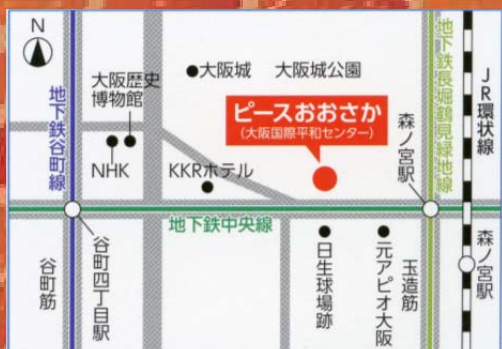 N
大阪城
大阪城公園
大阪歴史
博物館
地下鉄谷町線
地下鉄長堀鶴見緑地線
JR環状線
ピースおおさか
(大阪国際平和センター)
森ノ宮駅
NHK
KKRホテル
地下鉄中央線
谷町筋
谷町四丁目駅
日生球場跡
元アピオ大阪
玉造筋
森ノ宮駅